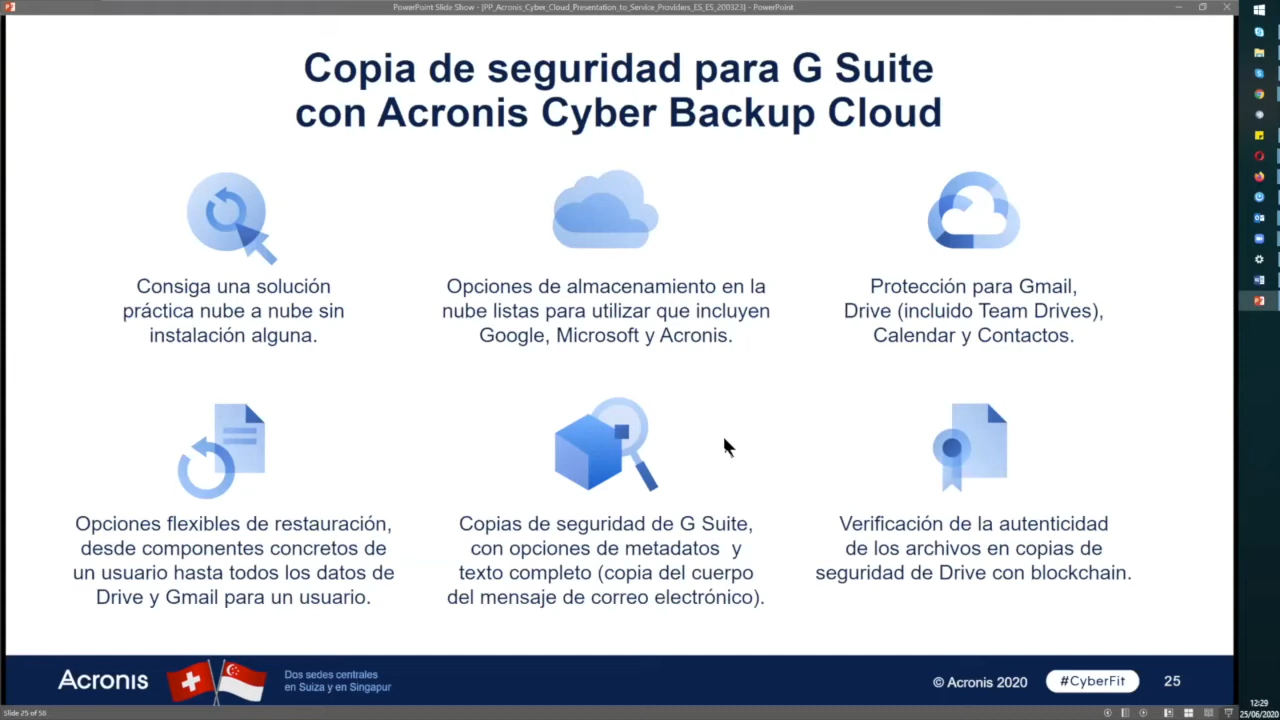 PowerPoint Slide Show - [PP_Acronis_Cyber_Cloud_Presentation_to_Service_Providers_ES_ES_200323] - PowerPoint
Copia de seguridad para G Suite
con Acronis Cyber Backup Cloud
Consiga una solución
práctica nube a nube sin
instalación alguna.
Opciones de almacenamiento en la
nube listas para utilizar que incluyen
Google, Microsoft y Acronis.
Protección para Gmail,
Drive (incluido Team Drives),
Calendar y Contactos.
Opciones flexibles de restauración,
desde componentes concretos de
un usuario hasta todos los datos de
Drive y Gmail para un usuario.
Copias de seguridad de G Suite,
con opciones de metadatos y
texto completo (copia del cuerpo
del mensaje de correo electrónico).
Verificación de la autenticidad
de los archivos en copias de
seguridad de Drive con blockchain.
Acronis
Dos sedes centrales
en Suiza y en Singapur
© Acronis 2020
#CyberFit
25
Slide 25 of 56
12:29
25/06/2020